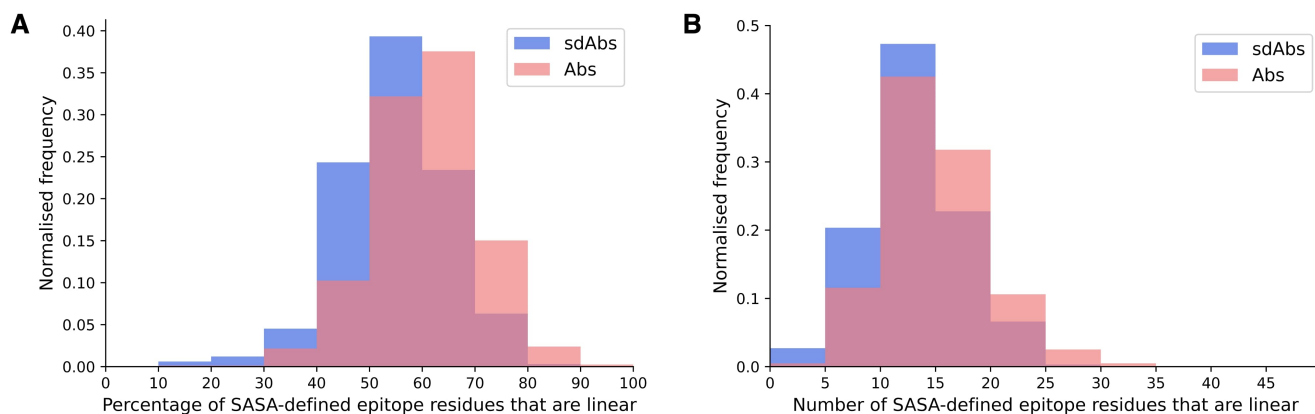 A
Normalised frequency
0.40
0.35
0.30
0.25
0.20
0.15
0.10
0.05
0.00
sdAbs
Abs
0 10 20 30 40 50 60 70 80 90 100
Percentage of SASA-defined epitope residues that are linear
B
Normalised frequency
0.5
0.4
0.3
0.2
0.1
0.0
sdAbs
Abs
0 5 10 15 20 25 30 35 40 45
Number of SASA-defined epitope residues that are linear